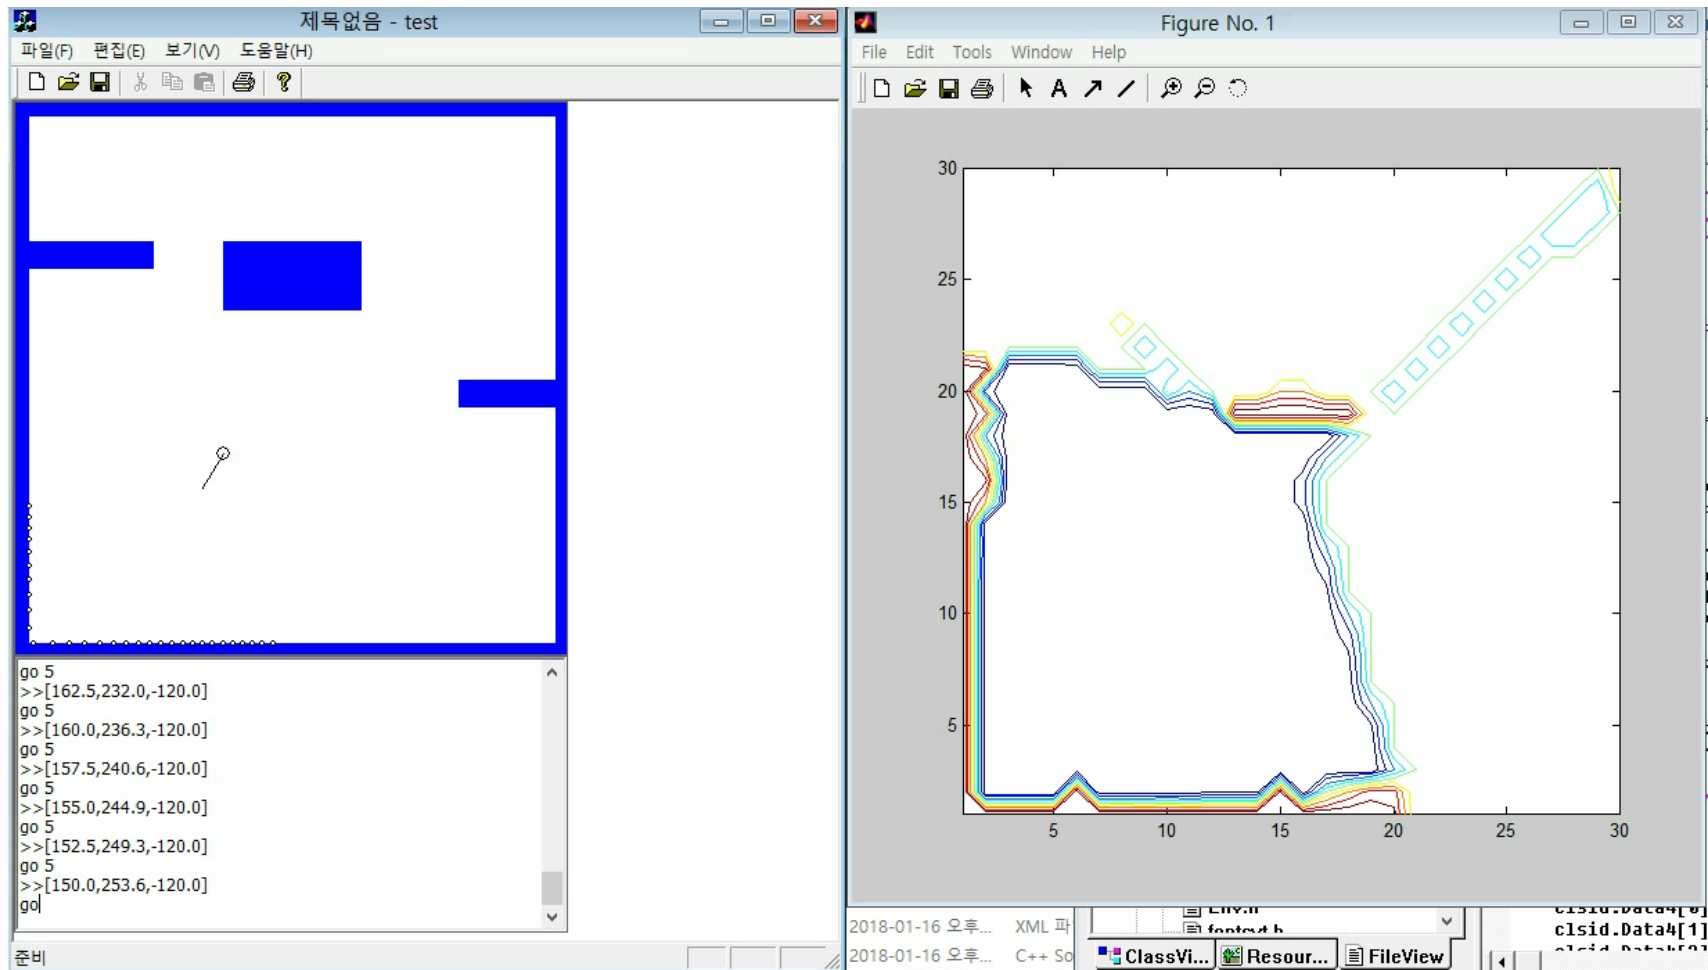 제목없음 - test
파일(F) 편집(E) 보기(V) 도움말(H)
go 5
>>[162.5,232.0,-120.0]
go 5
>>[160.0,236.3,-120.0]
go 5
>>[157.5,240.6,-120.0]
go 5
>>[155.0,244.9,-120.0]
go 5
>>[152.5,249.3,-120.0]
go 5
>>[150.0,253.6,-120.0]
go
준비
Figure No. 1
File Edit Tools Window Help
A
30
25
20
15
10
5
5 10 15 20 25 30
2018-01-16 오후... XML 파
2018-01-16 오후... C++ So
ClassVi... Resour... FileView
clsid.Data4[1]